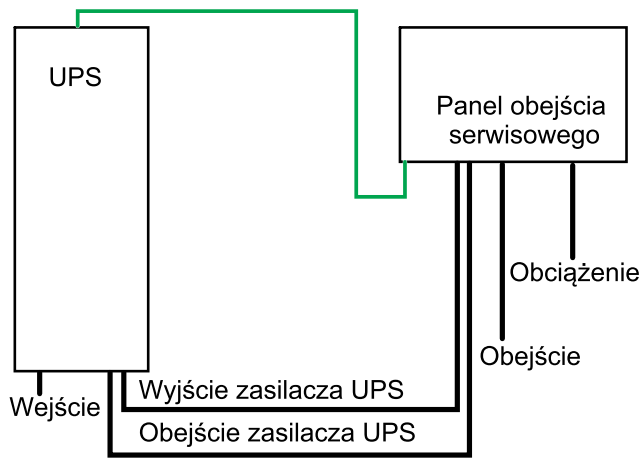 UPS
Panel obejścia
serwisowego
Obciążenie
Obejście
Wyjście zasilacza UPS
Wejście
Obejście zasilacza UPS